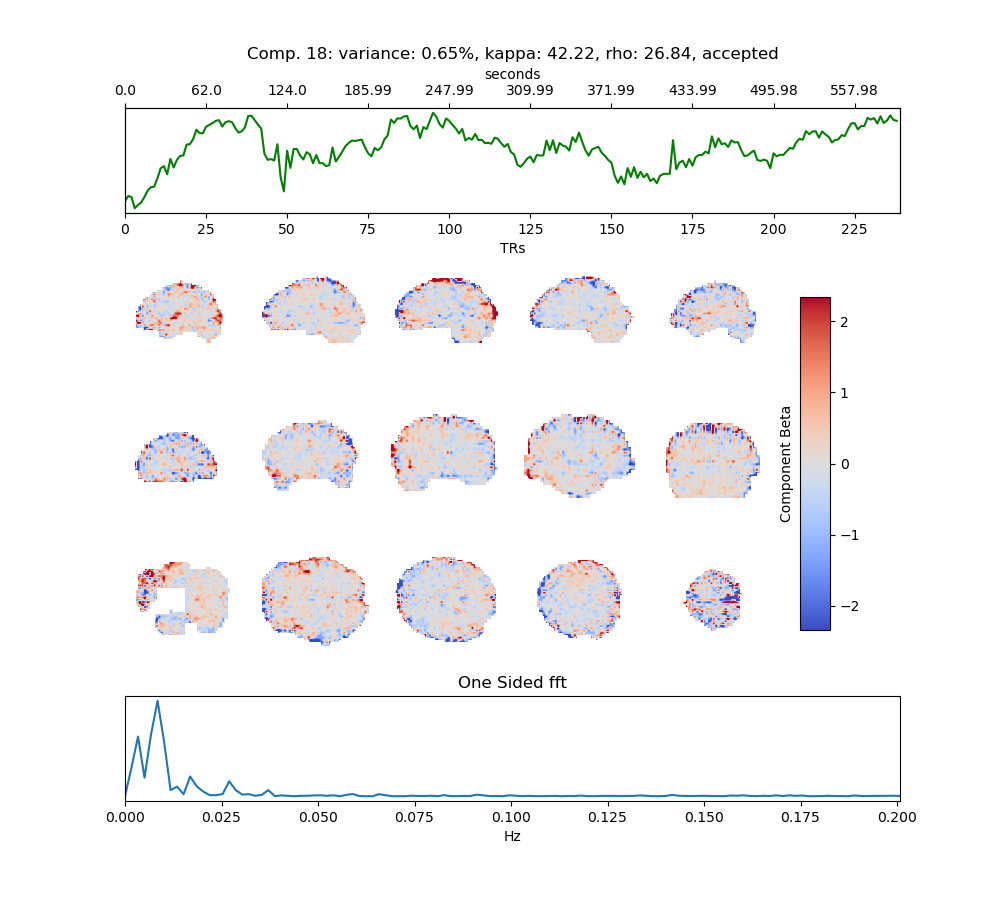 Comp. 18: variance: 0.65%, kappa: 42.22, rho: 26.84, accepted
seconds
0.0 62.0 124.0 185.99 247.99 309.99 371.99 433.99 495.98 557.98
0 25 50 75 100 125 150 175 200 225
TRs
2
1
0
−1
−2
Component Beta
One Sided fft
0.000 0.025 0.050 0.075 0.100 0.125 0.150 0.175 0.200
Hz